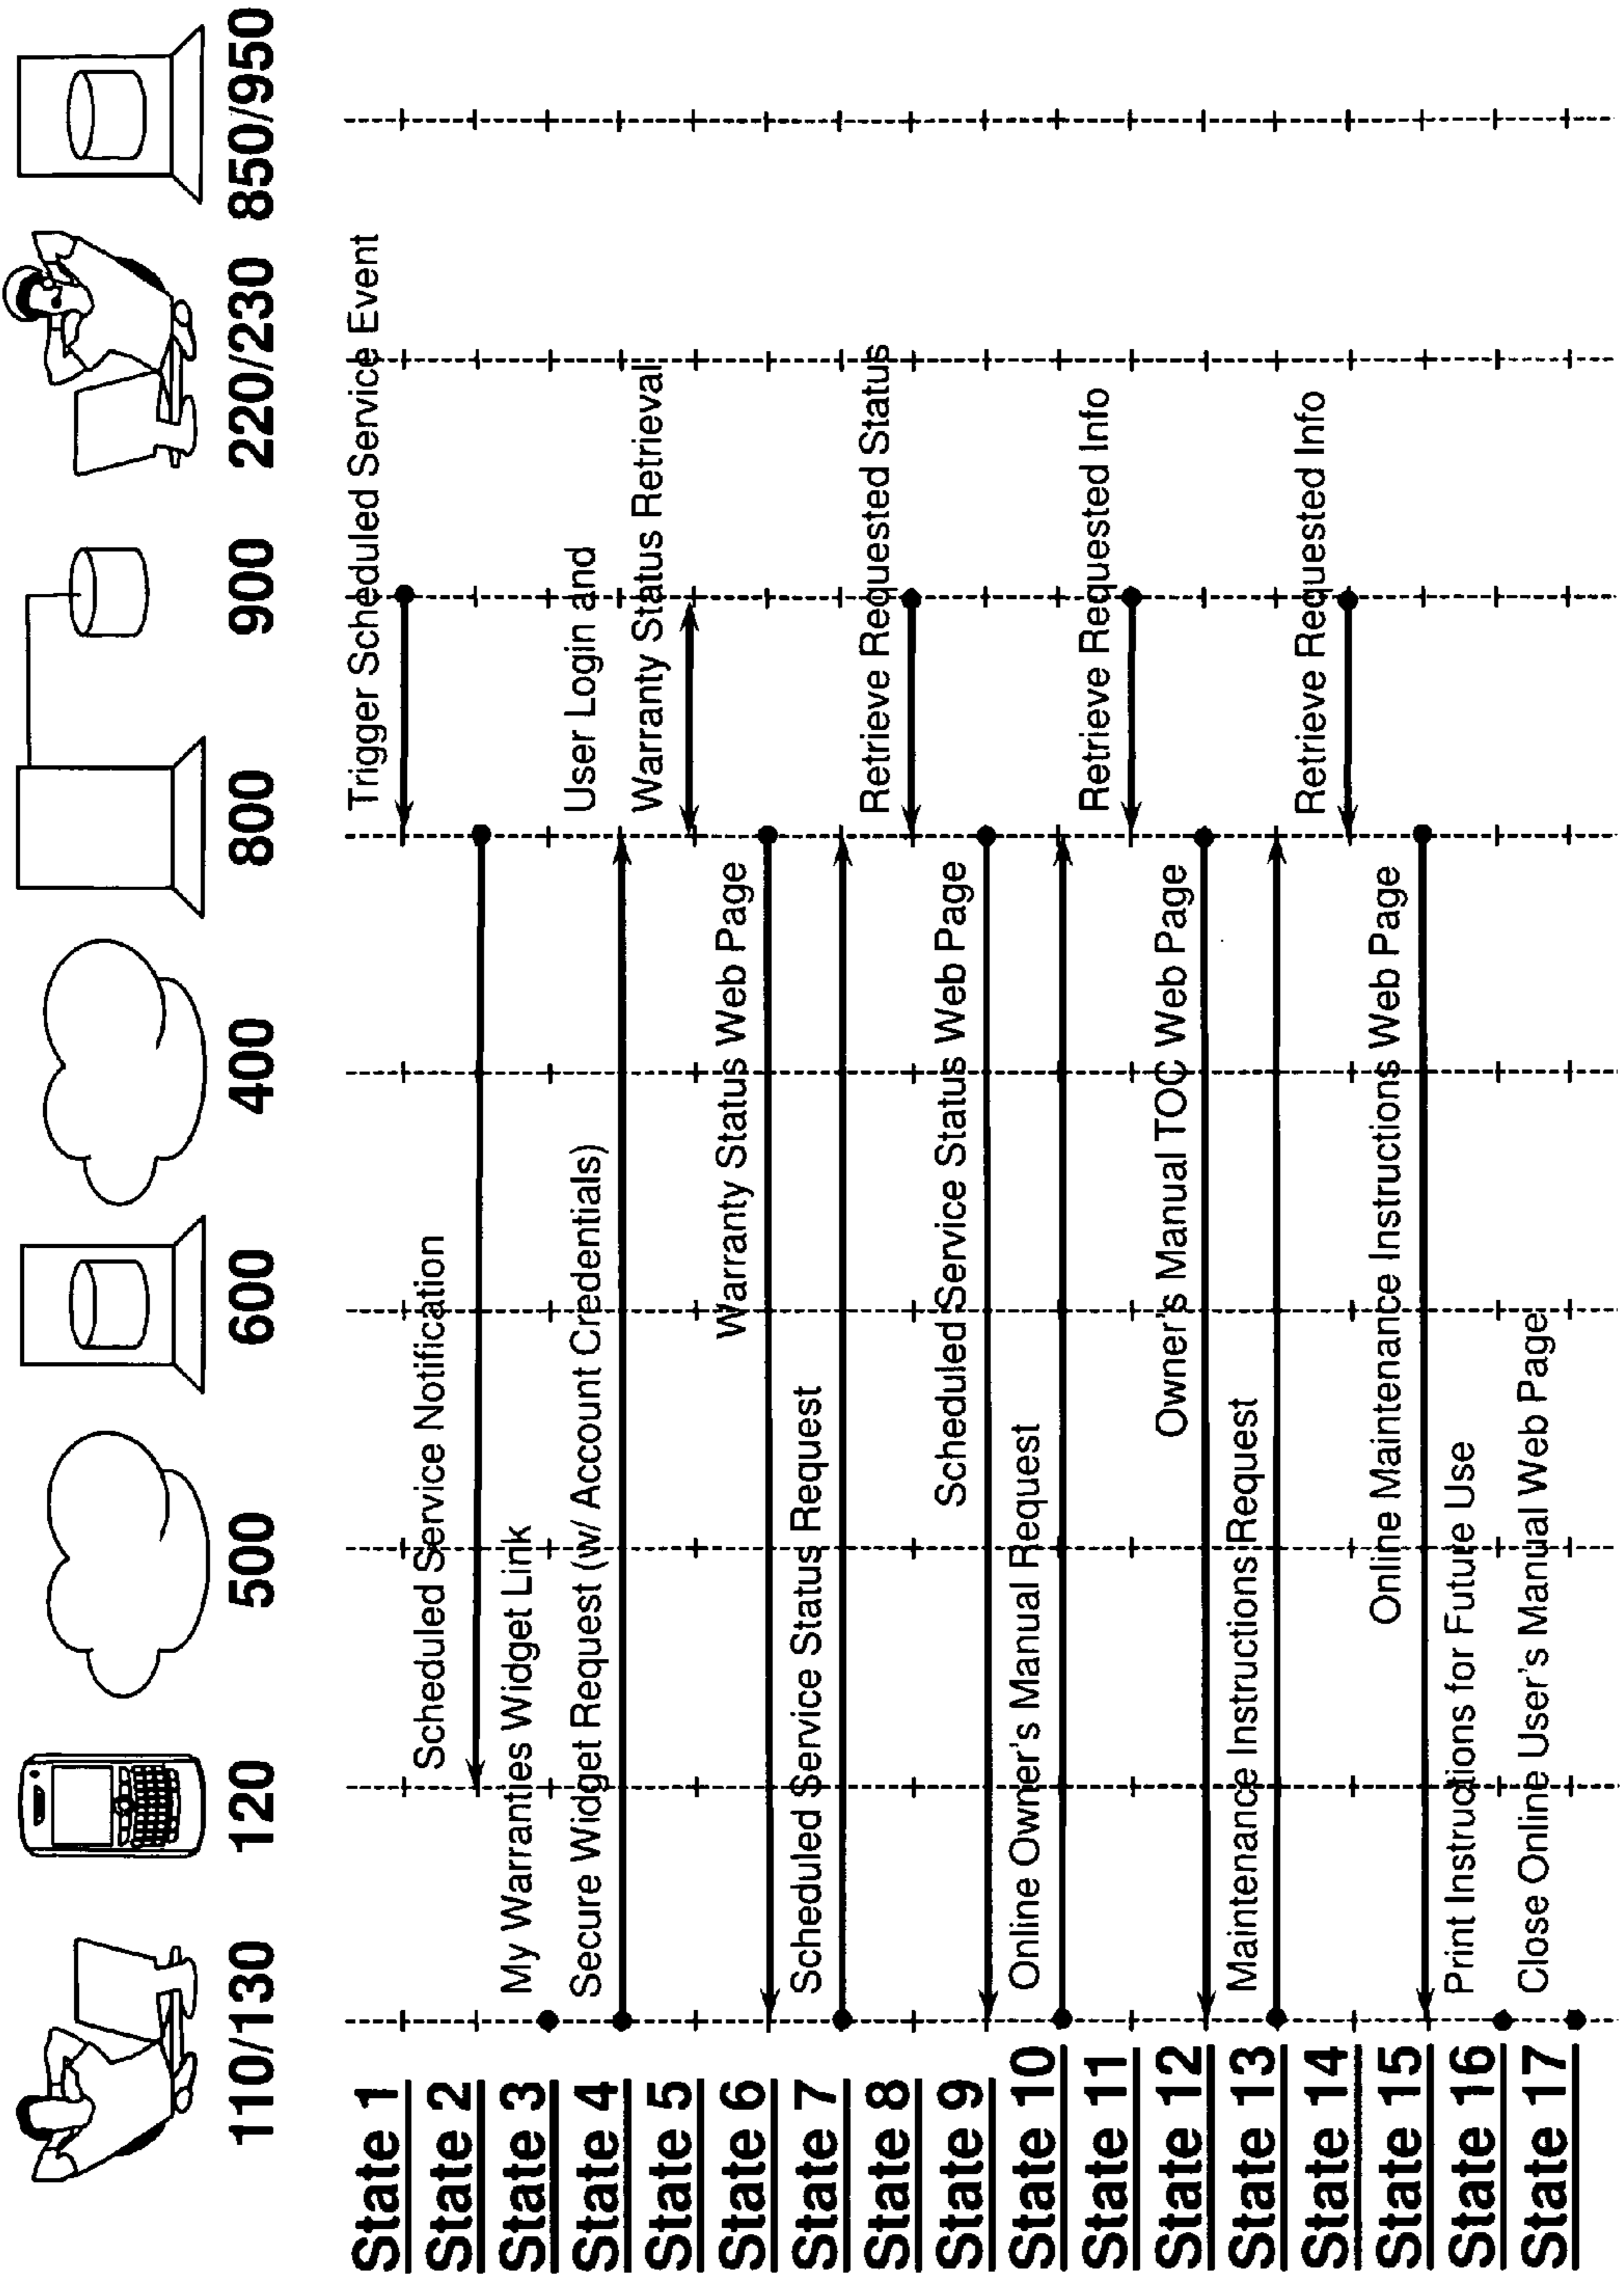 110/130
120
500
600
400
800
900
220/230
850/950
State 1
Trigger Scheduled Service Event
State 2
Scheduled Service Notification
State 3
My Warranties Widget Link
State 4
Secure Widget Request (w/ Account Credentials)
State 5
User Login and
Warranty Status Retrieval
State 6
Warranty Status Web Page
State 7
Scheduled Service Status Request
State 8
Retrieve Requested Status
State 9
Scheduled Service Status Web Page
State 10
Online Owner's Manual Request
State 11
Retrieve Requested Info
State 12
Owner's Manual TOC Web Page
State 13
Maintenance Instructions Request
State 14
Retrieve Requested Info
State 15
Online Maintenance Instructions Web Page
State 16
Print Instructions for Future Use
State 17
Close Online User's Manual Web Page